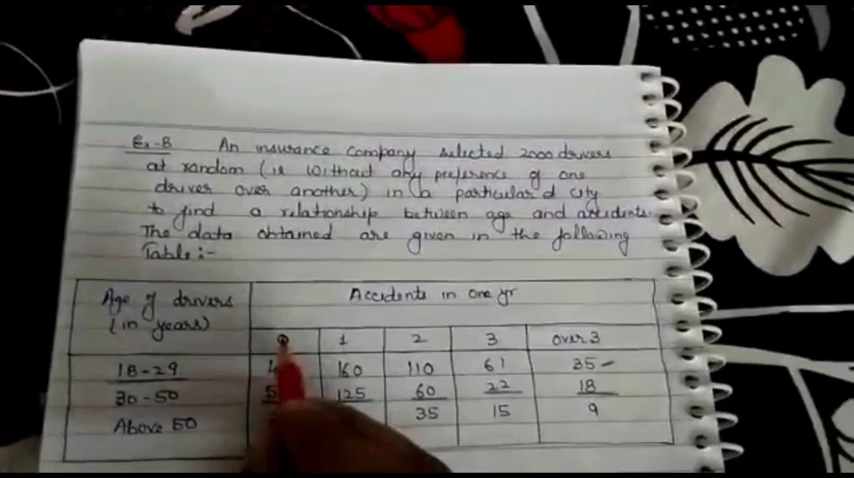 Ex-8 An insurance company selected 2000 drivers
at random (ie without any preference of one
driver over another) in a particular d city
to find a relationship between age and accidents.
The data obtained are given in the following
Table:-
Age of drivers (in years) Accidents in one yr
0 1 2 3 over 3
18-29 160 110 61 35
30-50 125 60 22 18
Above 50 35 15 9